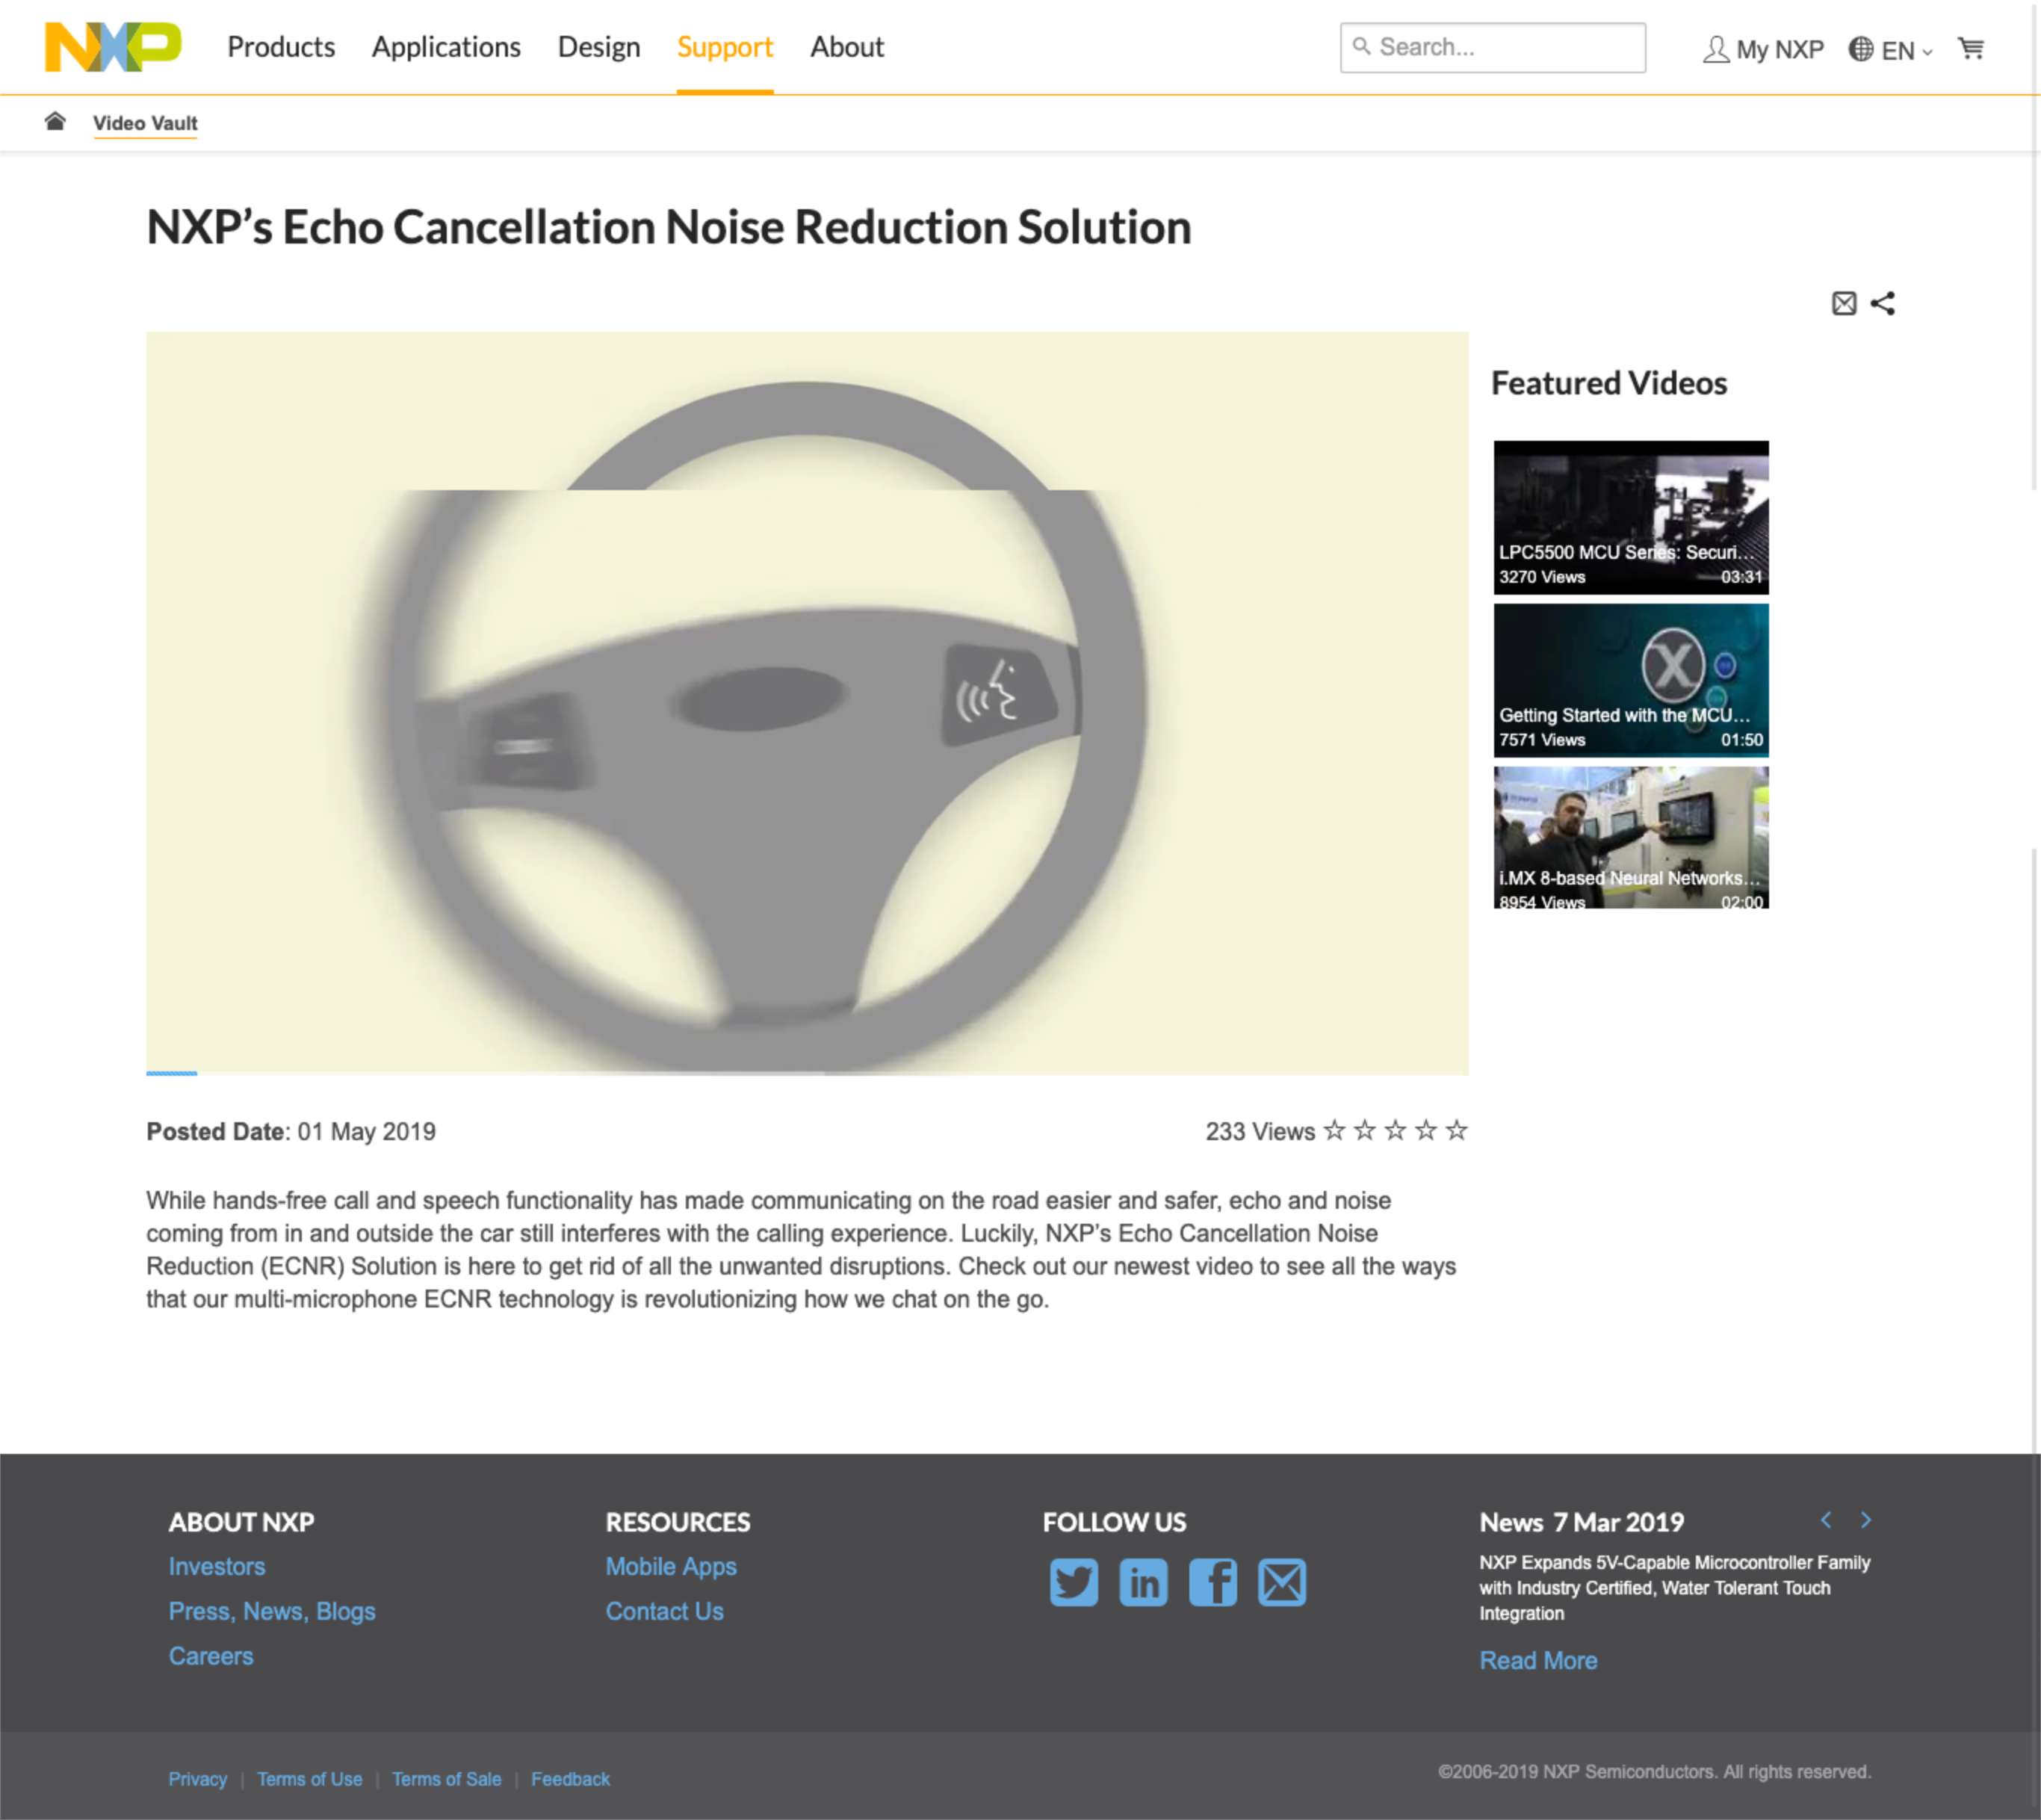 NXP Products Applications Design Support About Search... My NXP EN
Video Vault
NXP’s Echo Cancellation Noise Reduction Solution
Featured Videos
LPC5500 MCU Series: Securi...
3270 Views 03:31
X
Getting Started with the MCU...
7571 Views 01:50
i.MX 8-based Neural Networks...
8954 Views 02:00
Posted Date: 01 May 2019 233 Views
While hands-free call and speech functionality has made communicating on the road easier and safer, echo and noise
coming from in and outside the car still interferes with the calling experience. Luckily, NXP’s Echo Cancellation Noise
Reduction (ECNR) Solution is here to get rid of all the unwanted disruptions. Check out our newest video to see all the ways
that our multi-microphone ECNR technology is revolutionizing how we chat on the go.
ABOUT NXP
Investors
Press, News, Blogs
Careers
RESOURCES
Mobile Apps
Contact Us
FOLLOW US
News 7 Mar 2019
NXP Expands 5V-Capable Microcontroller Family
with Industry Certified, Water Tolerant Touch
Integration
Read More
Privacy | Terms of Use | Terms of Sale | Feedback
©2006-2019 NXP Semiconductors. All rights reserved.